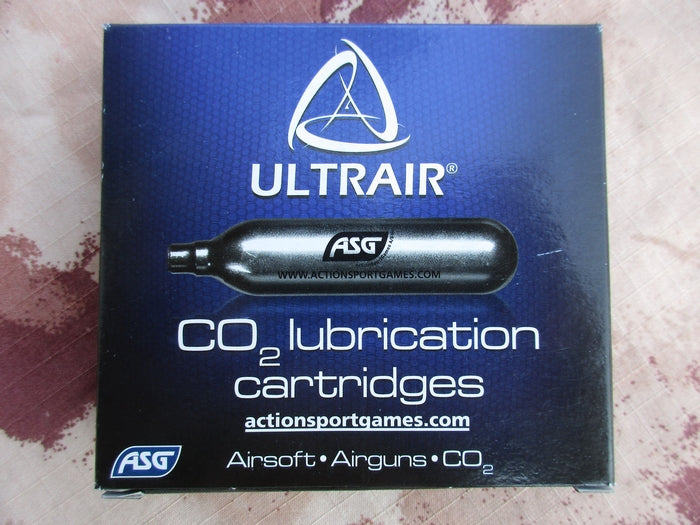 ULTRAIR®
ASG
WWW.ACTIONSPORTGAMES.COM
CO₂ lubrication
cartridges
actionsportgames.com
ASG
Airsoft • Airguns • CO₂